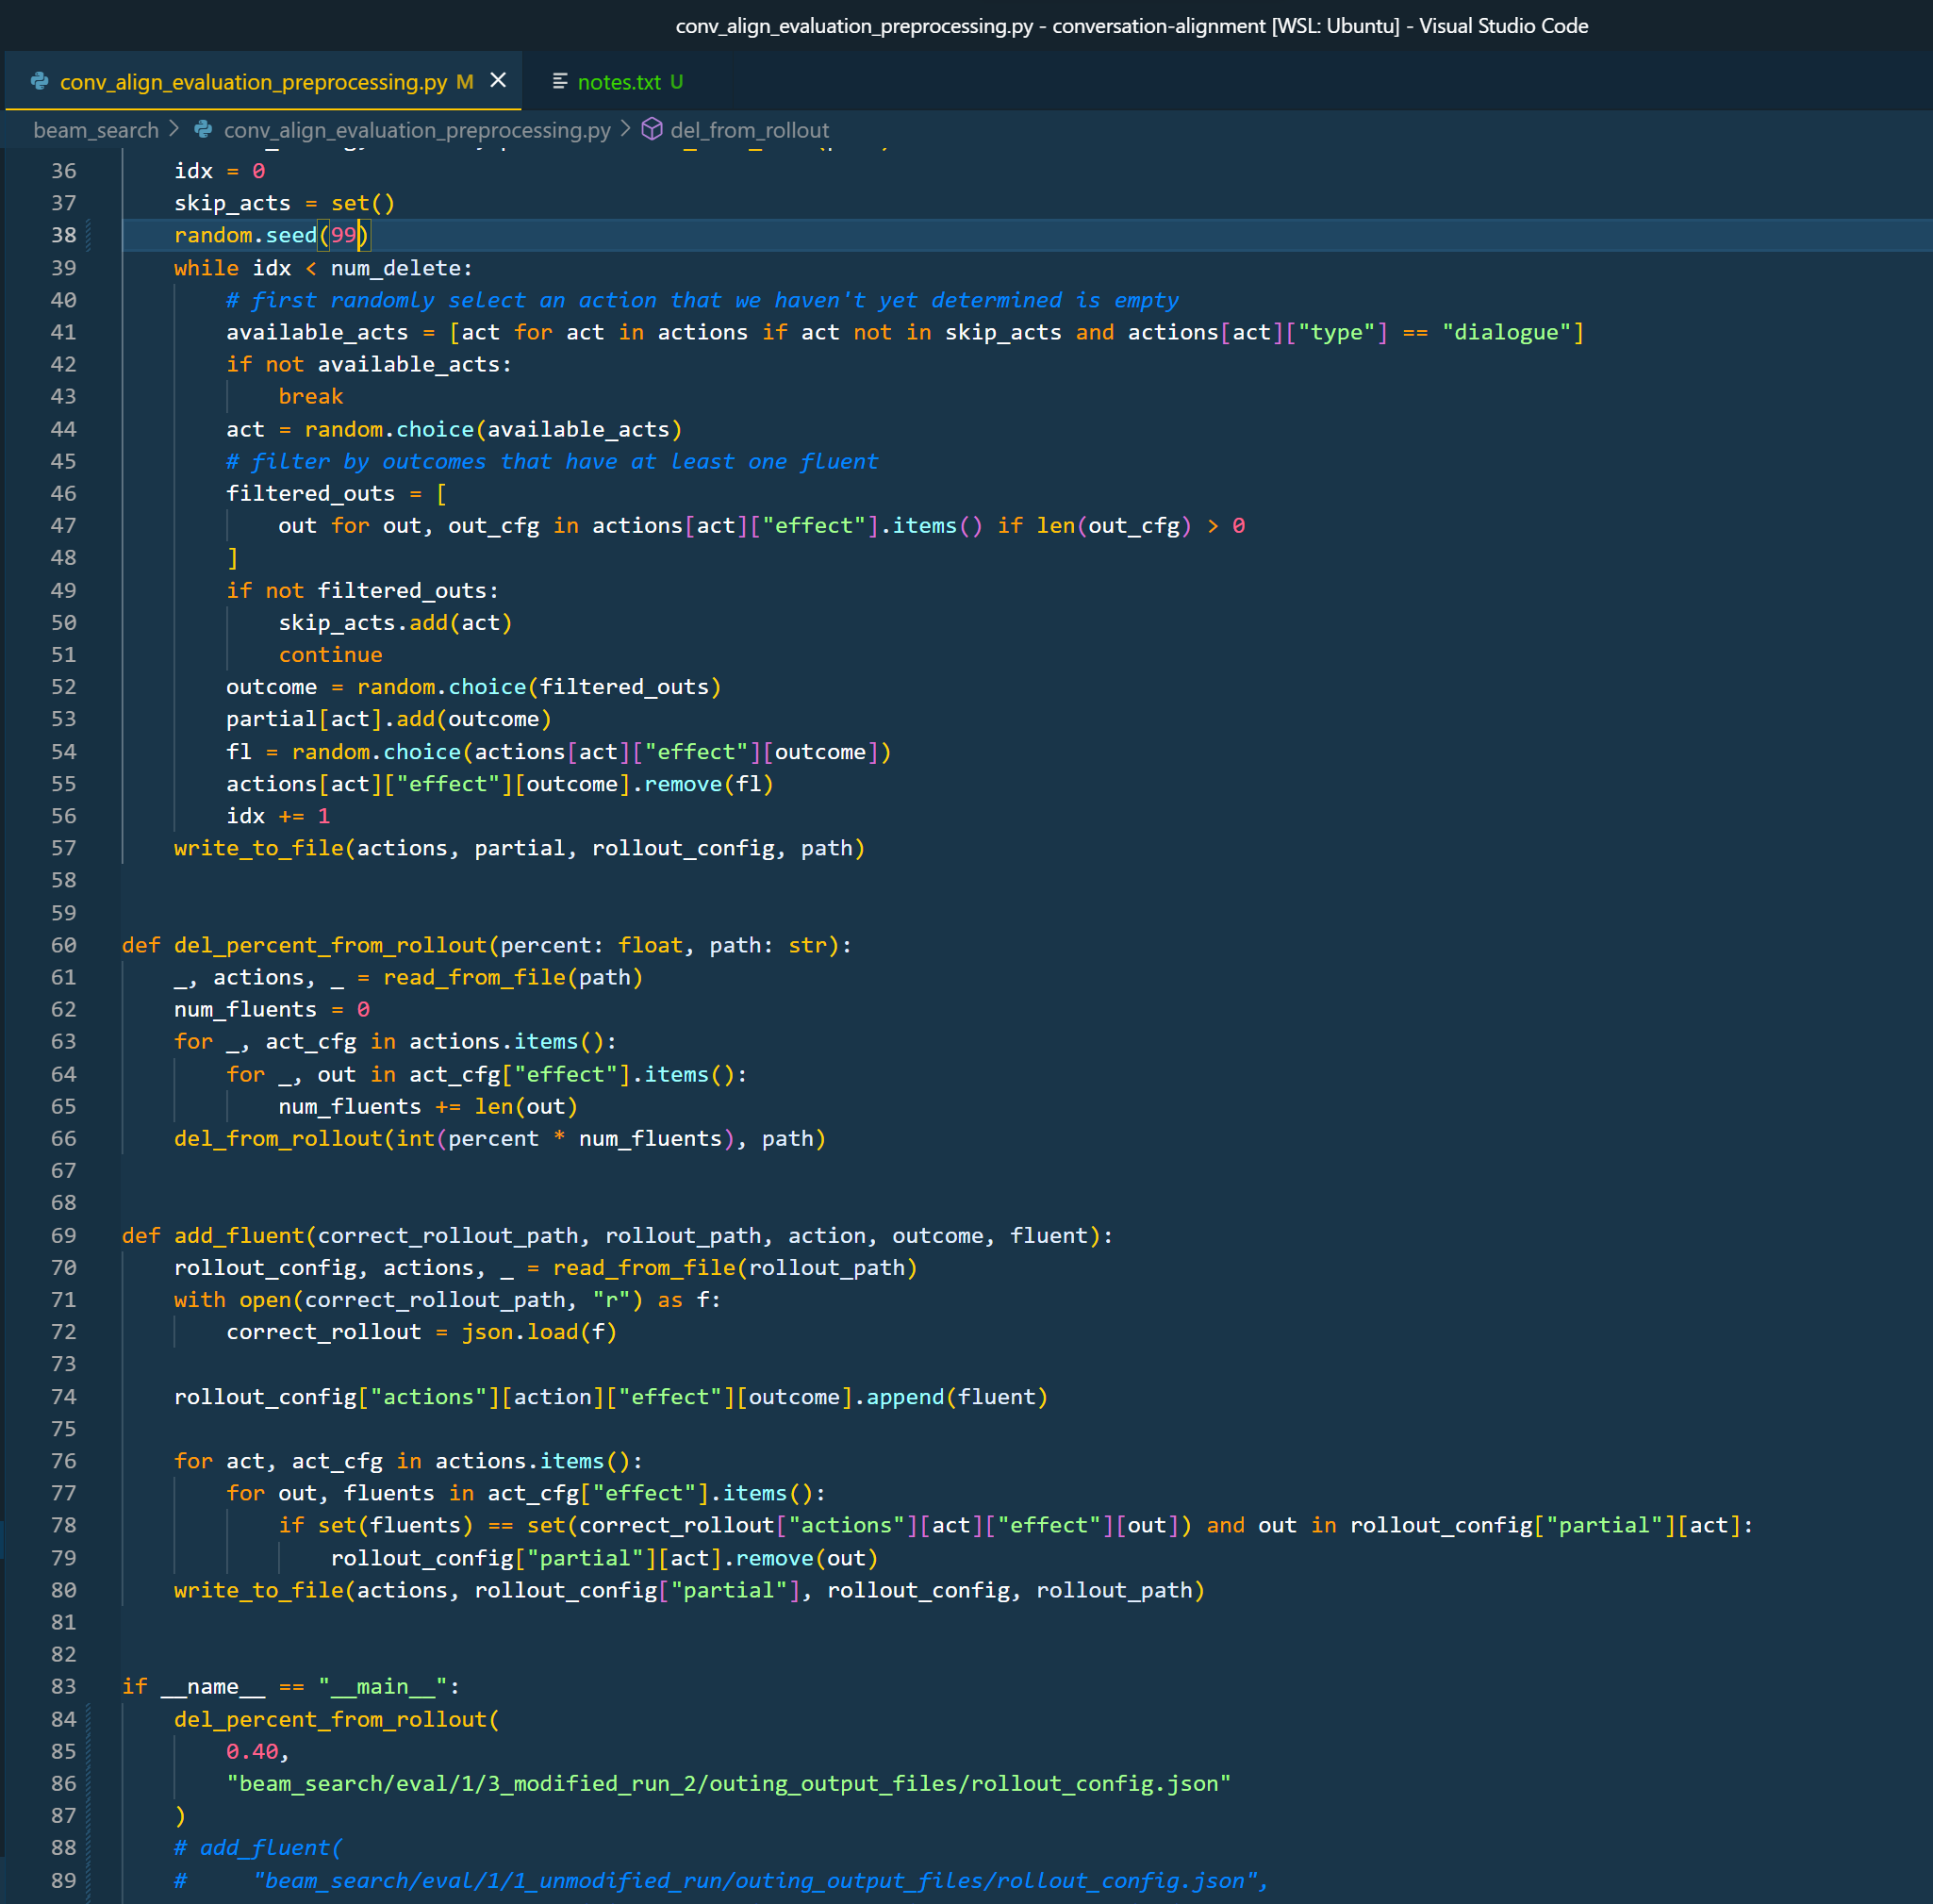 conv_align_evaluation_preprocessing.py - conversation-alignment [WSL: Ubuntu] - Visual Studio Code
conv_align_evaluation_preprocessing.py M × notes.txt U
beam_search > conv_align_evaluation_preprocessing.py > del_from_rollout
36 idx = 0
37 skip_acts = set()
38 random.seed(99)
39 while idx < num_delete:
40 # first randomly select an action that we haven't yet determined is empty
41 available_acts = [act for act in actions if act not in skip_acts and actions[act]["type"] == "dialogue"]
42 if not available_acts:
43 break
44 act = random.choice(available_acts)
45 # filter by outcomes that have at least one fluent
46 filtered_outs = [
47 out for out, out_cfg in actions[act]["effect"].items() if len(out_cfg) > 0
48 ]
49 if not filtered_outs:
50 skip_acts.add(act)
51 continue
52 outcome = random.choice(filtered_outs)
53 partial[act].add(outcome)
54 fl = random.choice(actions[act]["effect"][outcome])
55 actions[act]["effect"][outcome].remove(fl)
56 idx += 1
57 write_to_file(actions, partial, rollout_config, path)
58
59
60 def del_percent_from_rollout(percent: float, path: str):
61 _, actions, _ = read_from_file(path)
62 num_fluents = 0
63 for _, act_cfg in actions.items():
64 for _, out in act_cfg["effect"].items():
65 num_fluents += len(out)
66 del_from_rollout(int(percent * num_fluents), path)
67
68
69 def add_fluent(correct_rollout_path, rollout_path, action, outcome, fluent):
70 rollout_config, actions, _ = read_from_file(rollout_path)
71 with open(correct_rollout_path, "r") as f:
72 correct_rollout = json.load(f)
73
74 rollout_config["actions"][action]["effect"][outcome].append(fluent)
75
76 for act, act_cfg in actions.items():
77 for out, fluents in act_cfg["effect"].items():
78 if set(fluents) == set(correct_rollout["actions"][act]["effect"][out]) and out in rollout_config["partial"][act]:
79 rollout_config["partial"][act].remove(out)
80 write_to_file(actions, rollout_config["partial"], rollout_config, rollout_path)
81
82
83 if __name__ == "__main__":
84 del_percent_from_rollout(
85 0.40,
86 "beam_search/eval/1/3_modified_run_2/outing_output_files/rollout_config.json"
87 )
88 # add_fluent(
89 # "beam_search/eval/1/1_unmodified_run/outing_output_files/rollout_config.json",